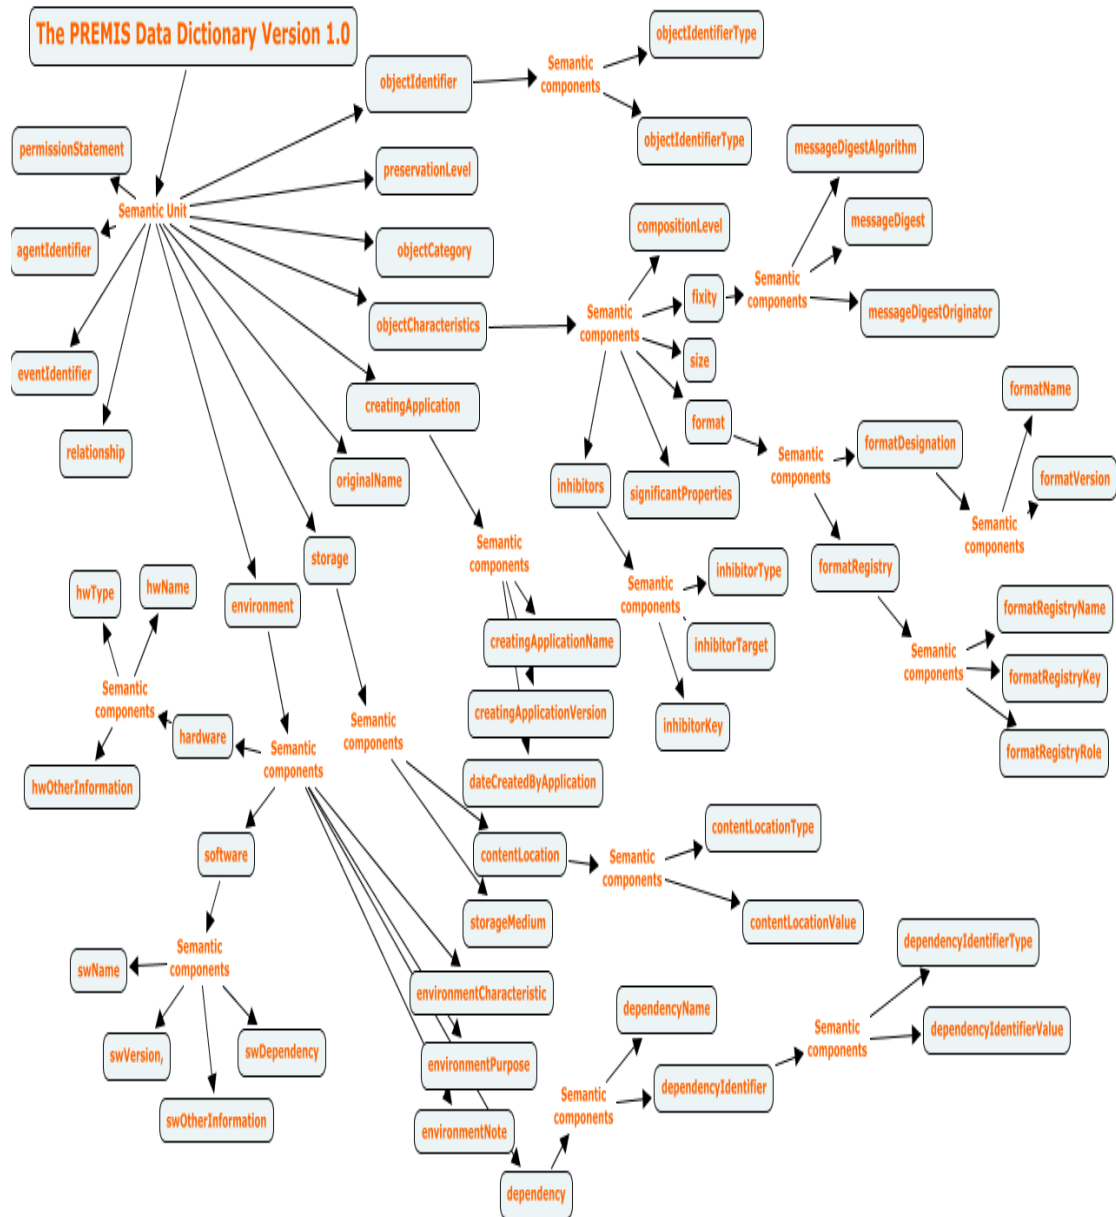 The PREMIS Data Dictionary Version 1.0
objectIdentifierType
Semantic
components
objectIdentifier
permissionStatement
objectIdentifierType
messageDigestAlgorithm
preservationLevel
Semantic Unit
compositionLevel
messageDigest
agentIdentifier
objectCategory
Semantic
components
fixity
messageDigestOriginator
Semantic
components
objectCharacteristics
size
eventIdentifier
formatName
creatingApplication
format
formatDesignation
relationship
Semantic
components
originalName
inhibitors
significantProperties
formatVersion
Semantic
components
storage
Semantic
components
formatRegistry
inhibitorType
hwType
hwName
environment
Semantic
components
formatRegistryName
creatingApplicationName
inhibitorTarget
Semantic
components
formatRegistryKey
Semantic
components
creatingApplicationVersion
inhibitorKey
hardware
Semantic
components
Semantic
components
formatRegistryRole
hwOtherInformation
dateCreatedByApplication
contentLocationType
software
contentLocation
Semantic
components
storageMedium
contentLocationValue
Semantic
components
dependencyIdentifierType
swName
environmentCharacteristic
dependencyName
dependencyIdentifierValue
Semantic
components
swVersion,
swDependency
environmentPurpose
dependencyIdentifier
Semantic
components
swOtherInformation
environmentNote
dependency